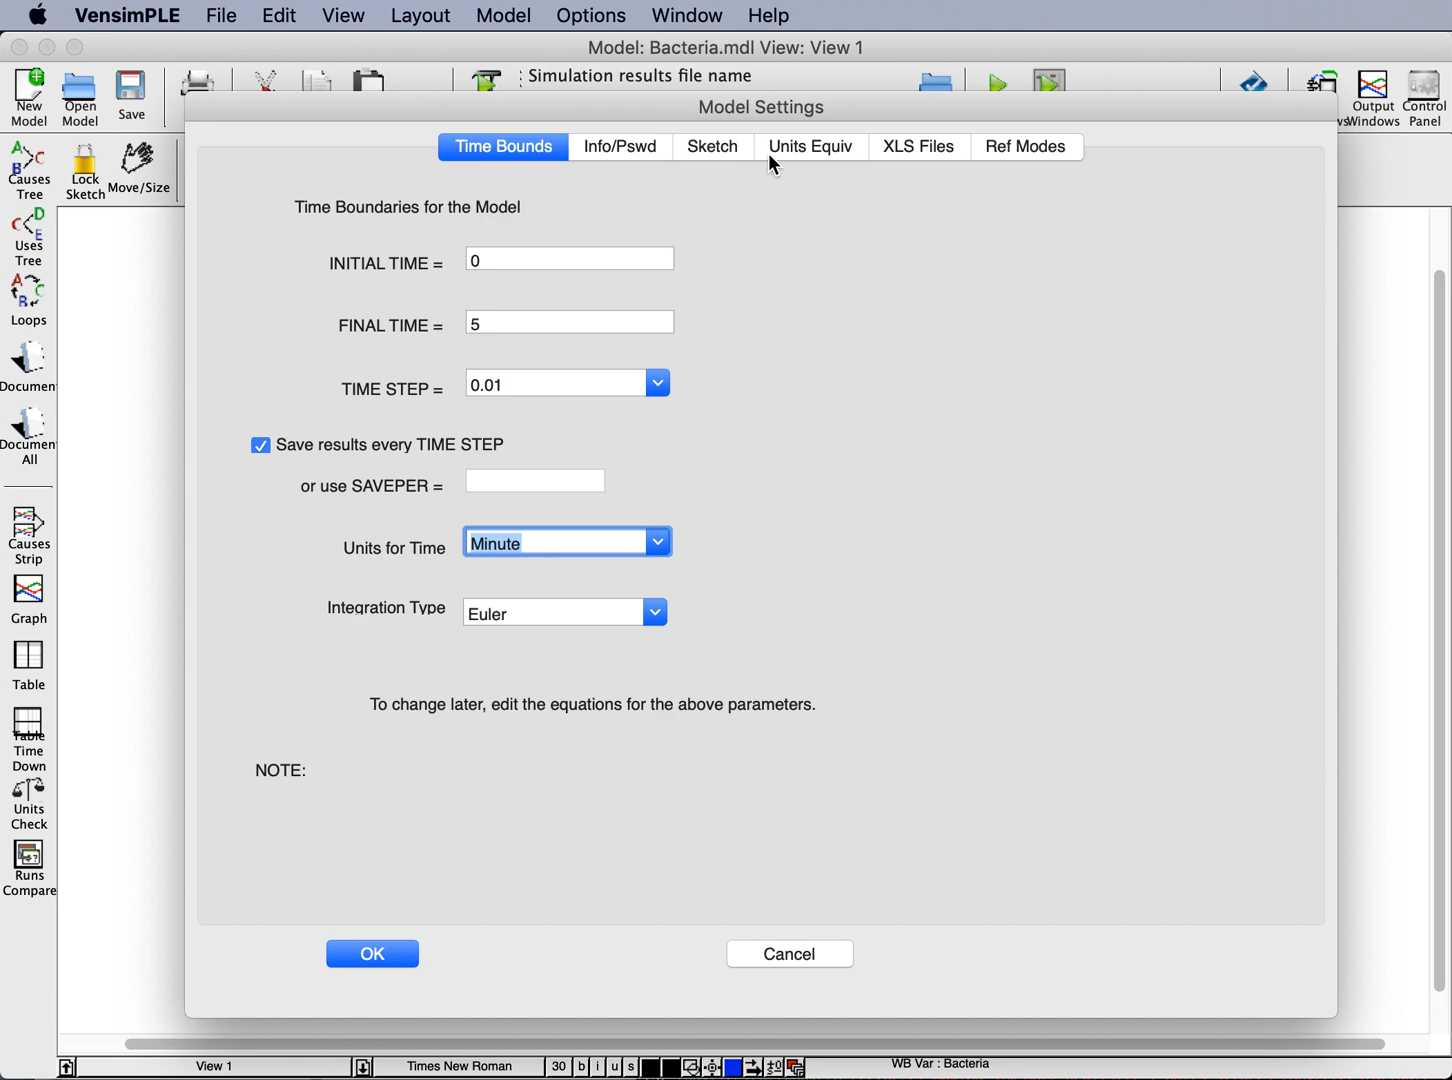 VensimPLE File Edit View Layout Model Options Window Help
Model: Bacteria.mdl View: View 1
New Model
Open Model
Save
Simulation results file name
Output Windows
Control Panel
Model Settings
Time Bounds Info/Pswd Sketch Units Equiv XLS Files Ref Modes
Causes Tree
Lock Sketch
Move/Size
Uses Tree
Loops
Documen
Documen All
Causes Strip
Graph
Table
Table Time Down
Units Check
Runs Compare
Time Boundaries for the Model
INITIAL TIME = 0
FINAL TIME = 5
TIME STEP = 0.01
Save results every TIME STEP
or use SAVEPER =
Units for Time Minute
Integration Type Euler
To change later, edit the equations for the above parameters.
NOTE:
OK Cancel
View 1 Times New Roman 30 b i u s WB Var : Bacteria